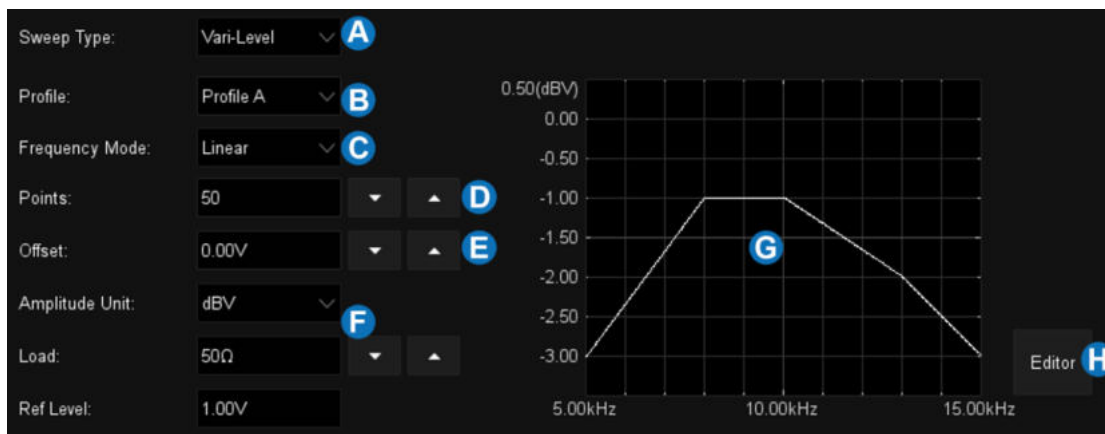 Sweep Type: Vari-Level A
Profile: Profile A B
Frequency Mode: Linear C
Points: 50 D
Offset: 0.00V E
Amplitude Unit: dBV
F
Load: 50Ω
Ref Level: 1.00V
0.50(dBV)
0.00
-0.50
-1.00
-1.50
-2.00
-2.50
-3.00
G
5.00kHz 10.00kHz 15.00kHz
Editor H